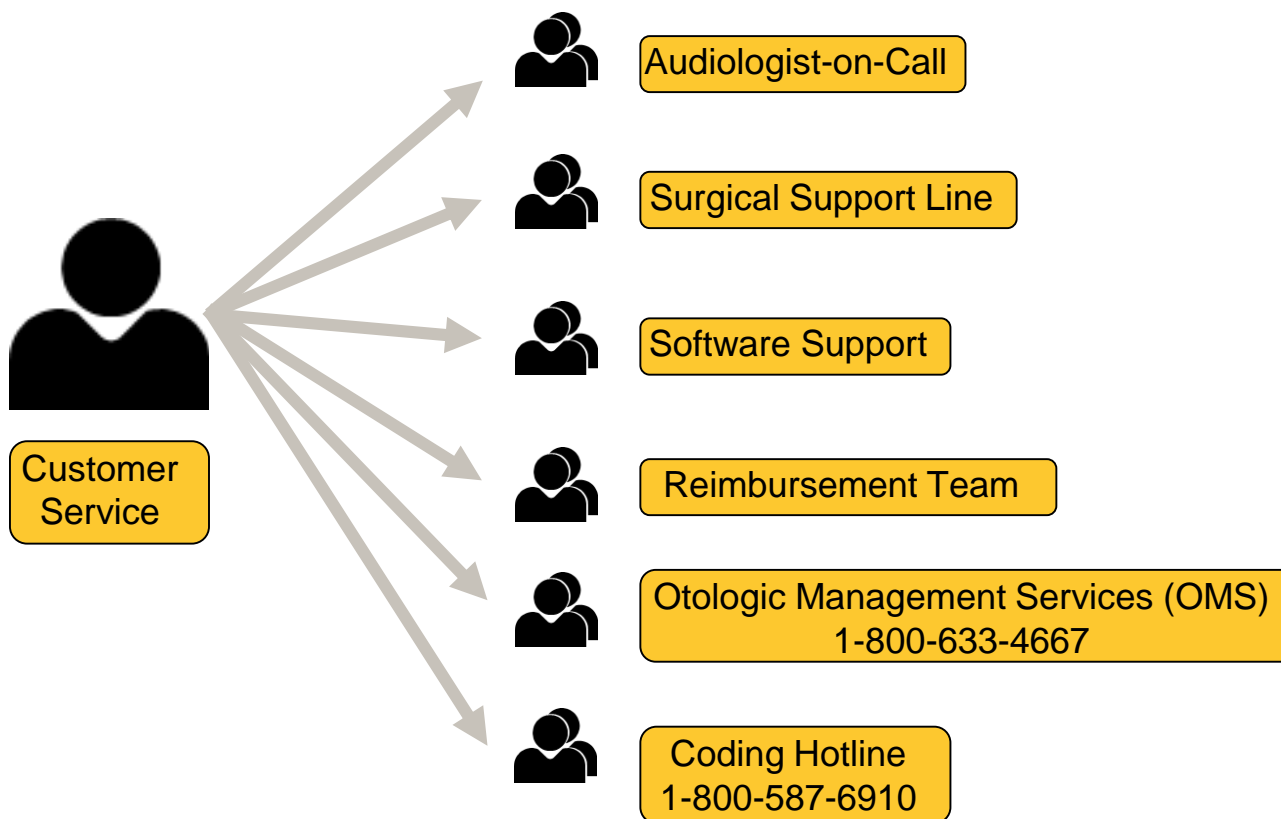 Audiologist-on-Call
Surgical Support Line
Software Support
Customer
Service
Reimbursement Team
Otologic Management Services (OMS)
1-800-633-4667
Coding Hotline
1-800-587-6910